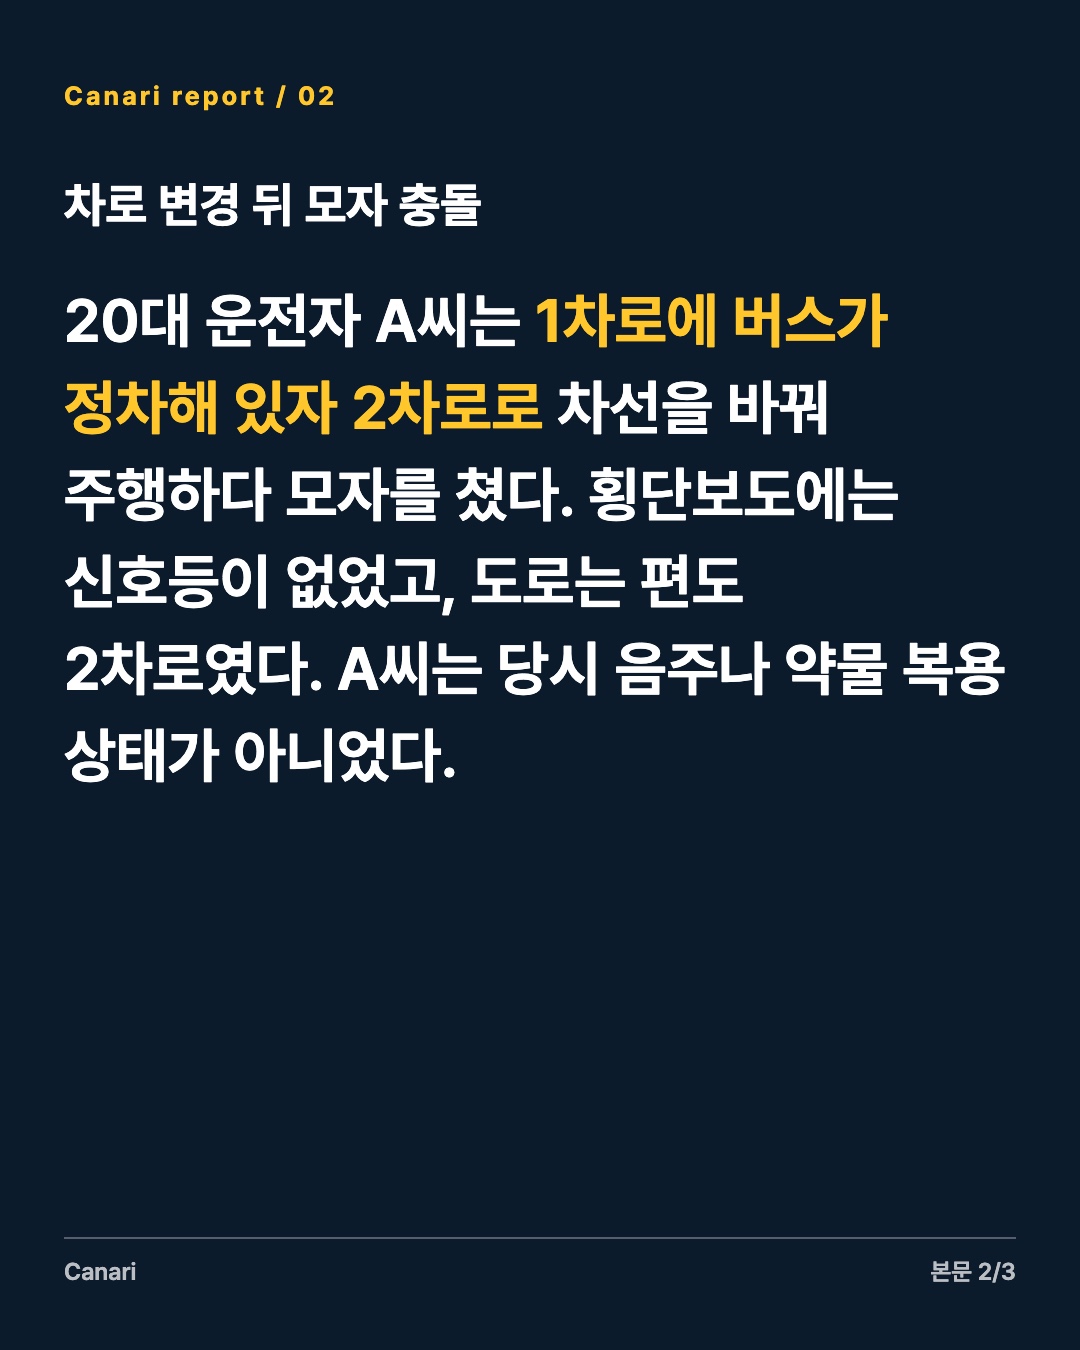 Canari report / 02
차로 변경 뒤 모자 충돌
20대 운전자 A씨는 1차로에 버스가
정차해 있자 2차로로 차선을 바꿔
주행하다 모자를 쳤다. 횡단보도에는
신호등이 없었고, 도로는 편도
2차로였다. A씨는 당시 음주나 약물 복용
상태가 아니었다.
Canari
본문 2/3